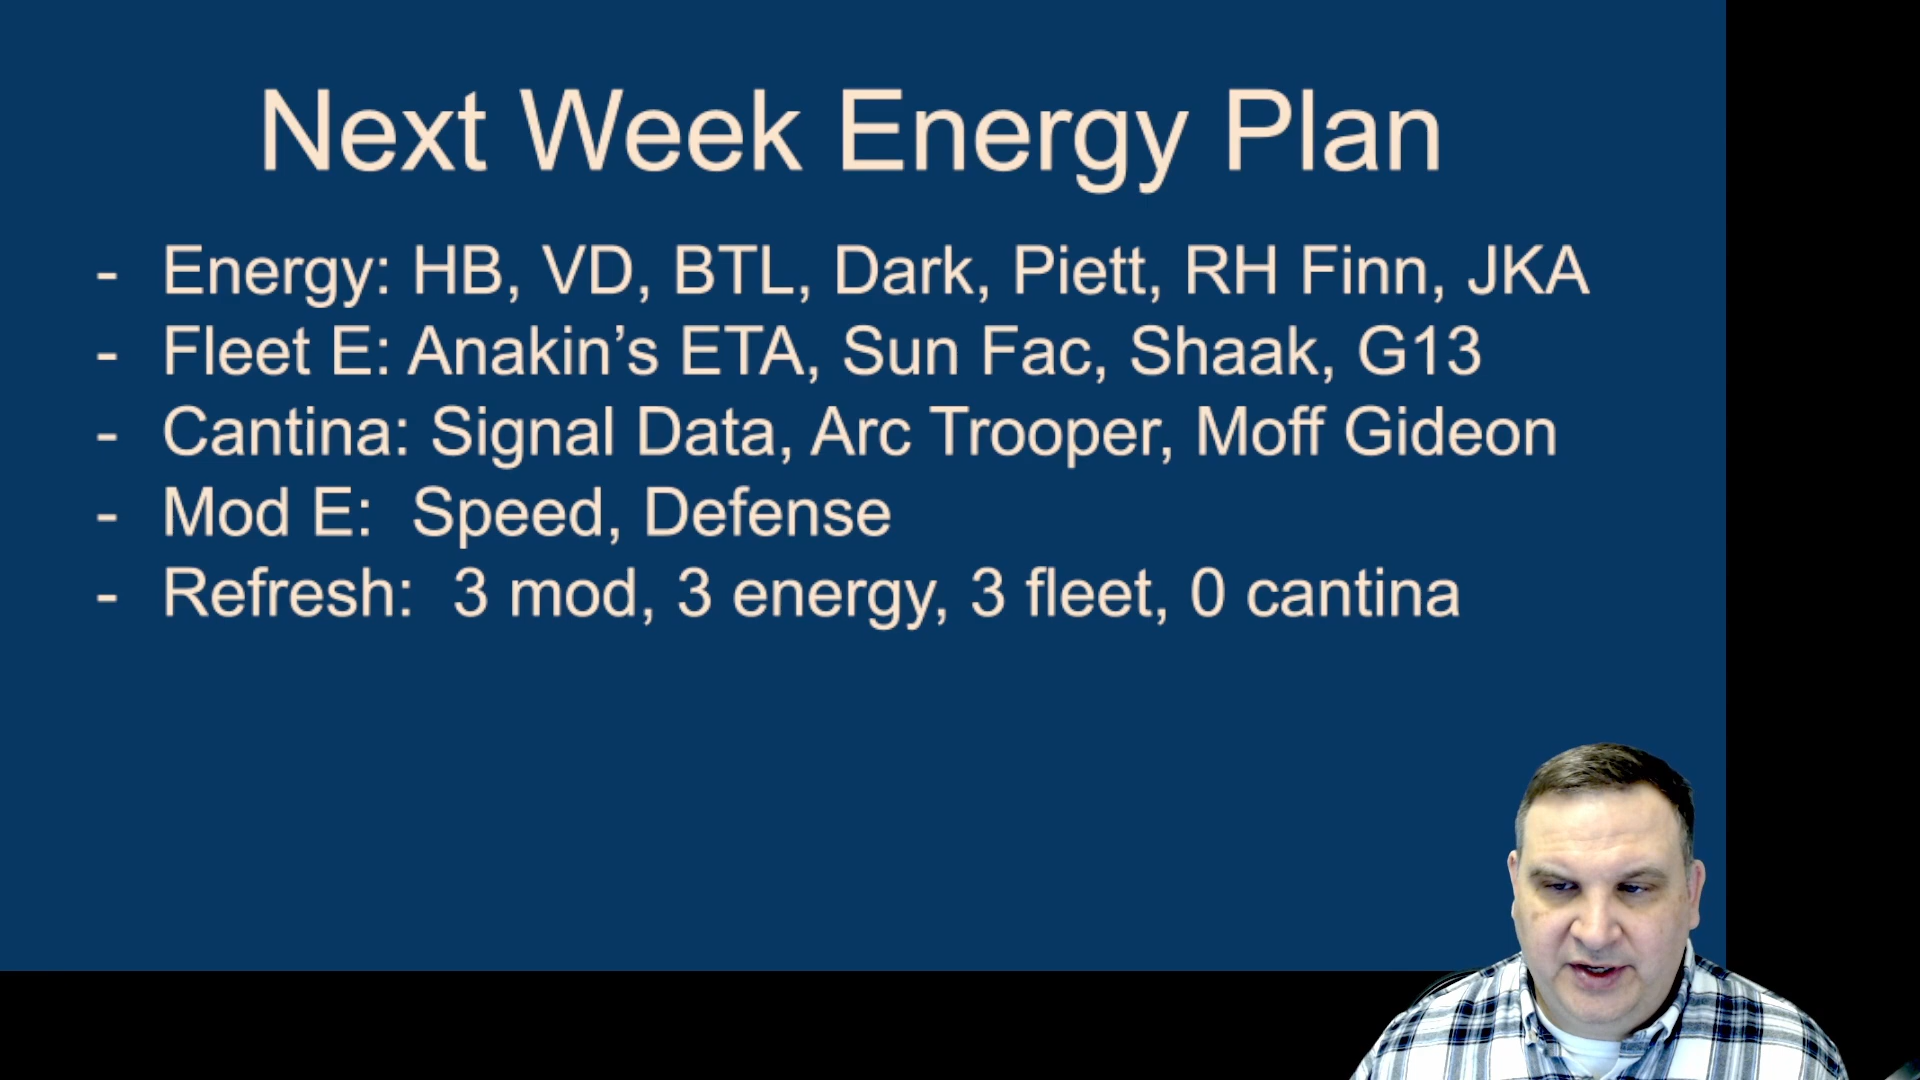 Next Week Energy Plan
- Energy: HB, VD, BTL, Dark, Piett, RH Finn, JKA
- Fleet E: Anakin’s ETA, Sun Fac, Shaak, G13
- Cantina: Signal Data, Arc Trooper, Moff Gideon
- Mod E:  Speed, Defense
- Refresh:  3 mod, 3 energy, 3 fleet, 0 cantina